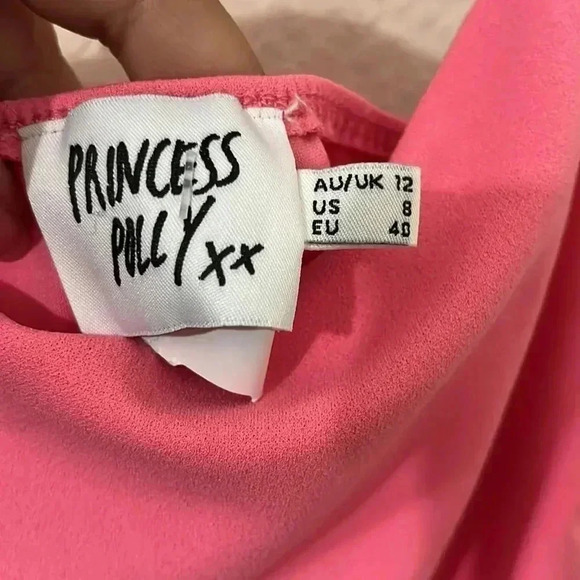 PRINCESS
POLLY xx
AU/UK 12
US 8
EU 40